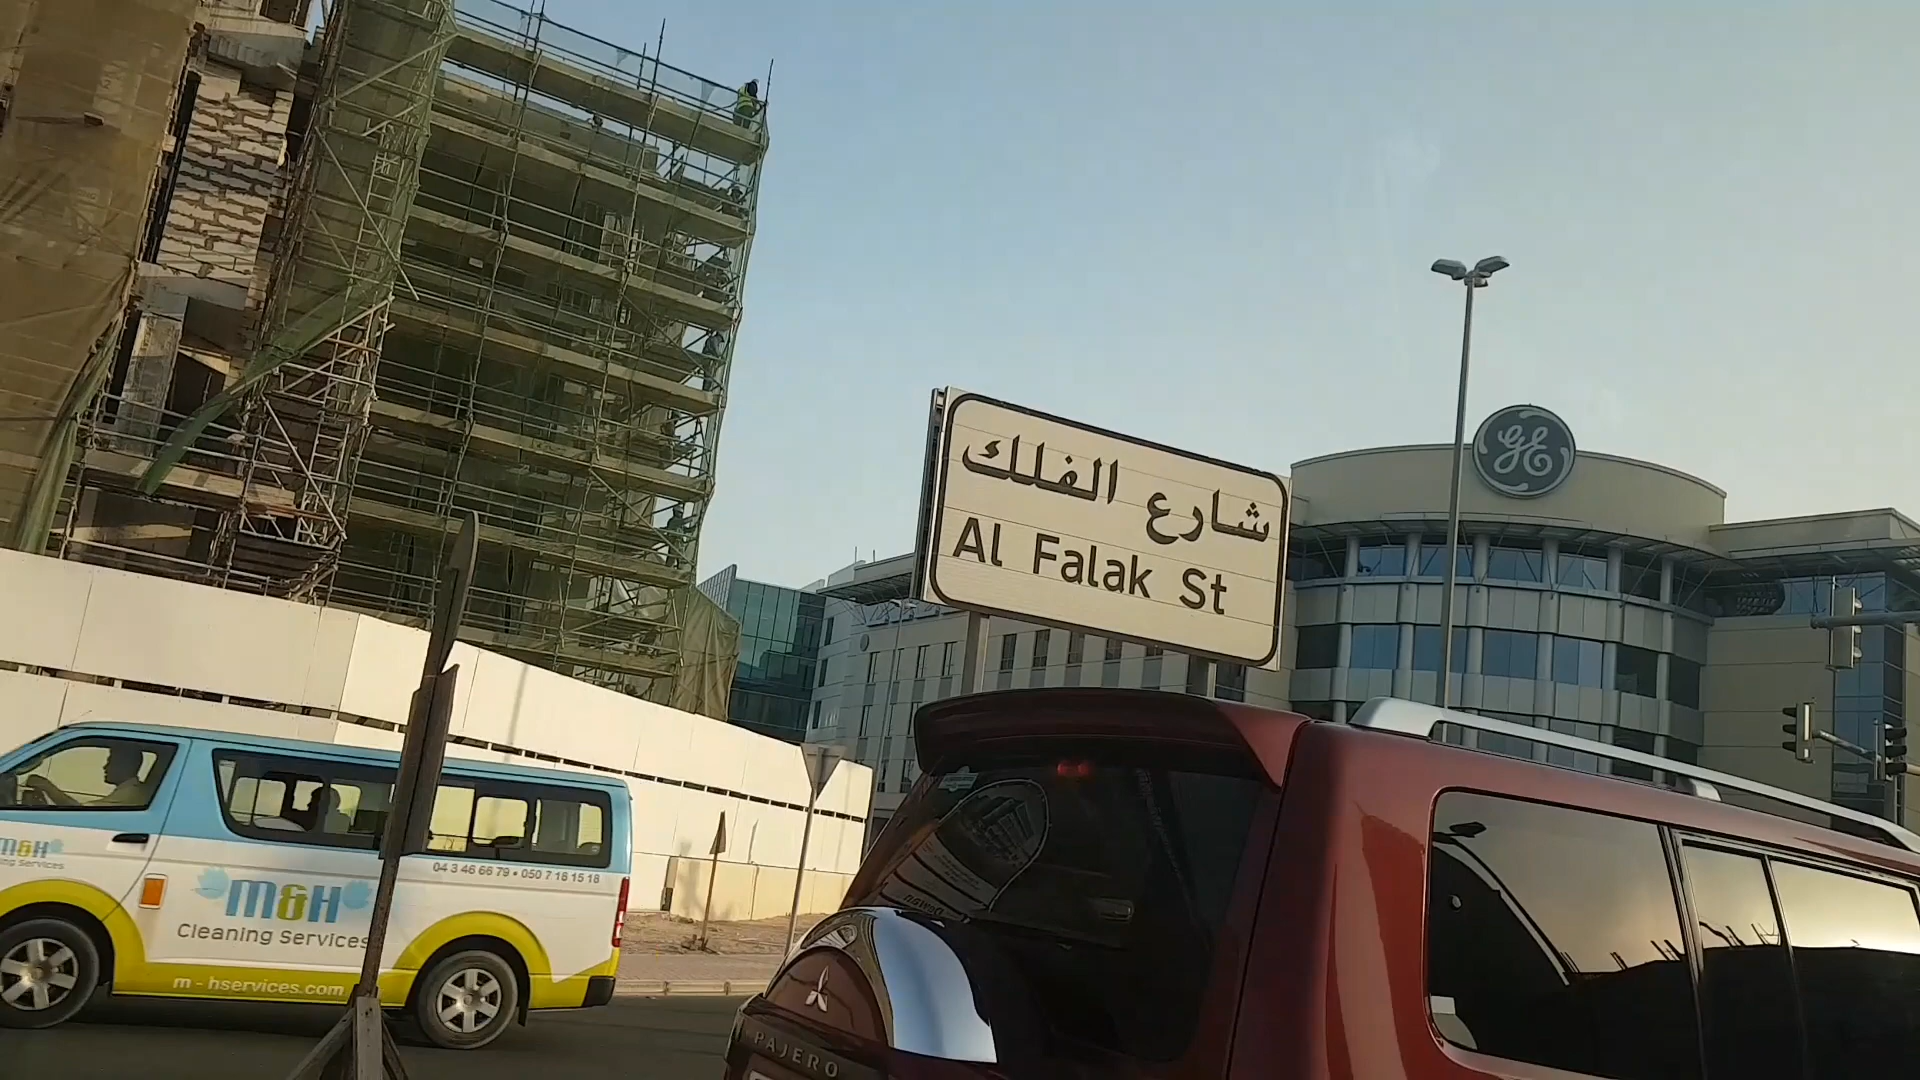 GE
شارع الفلك
Al Falak St
M&H
04 3 46 66 79 • 050 7 18 15 18
M&H
Cleaning Services
m-hservices.com
PAJERO